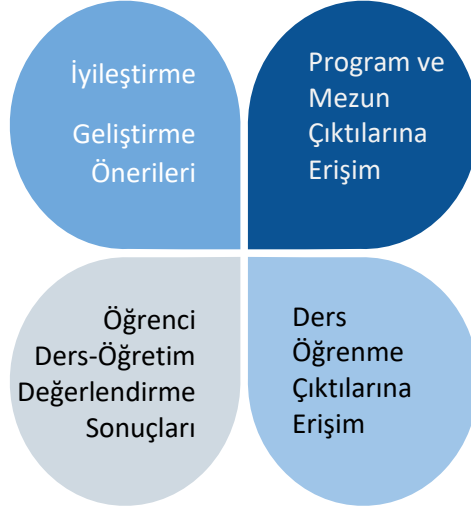 İyileştirme
Geliştirme
Önerileri
Program ve
Mezun
Çıktılarına
Erişim
Öğrenci
Ders-Öğretim
Değerlendirme
Sonuçları
Ders
Öğrenme
Çıktılarına
Erişim